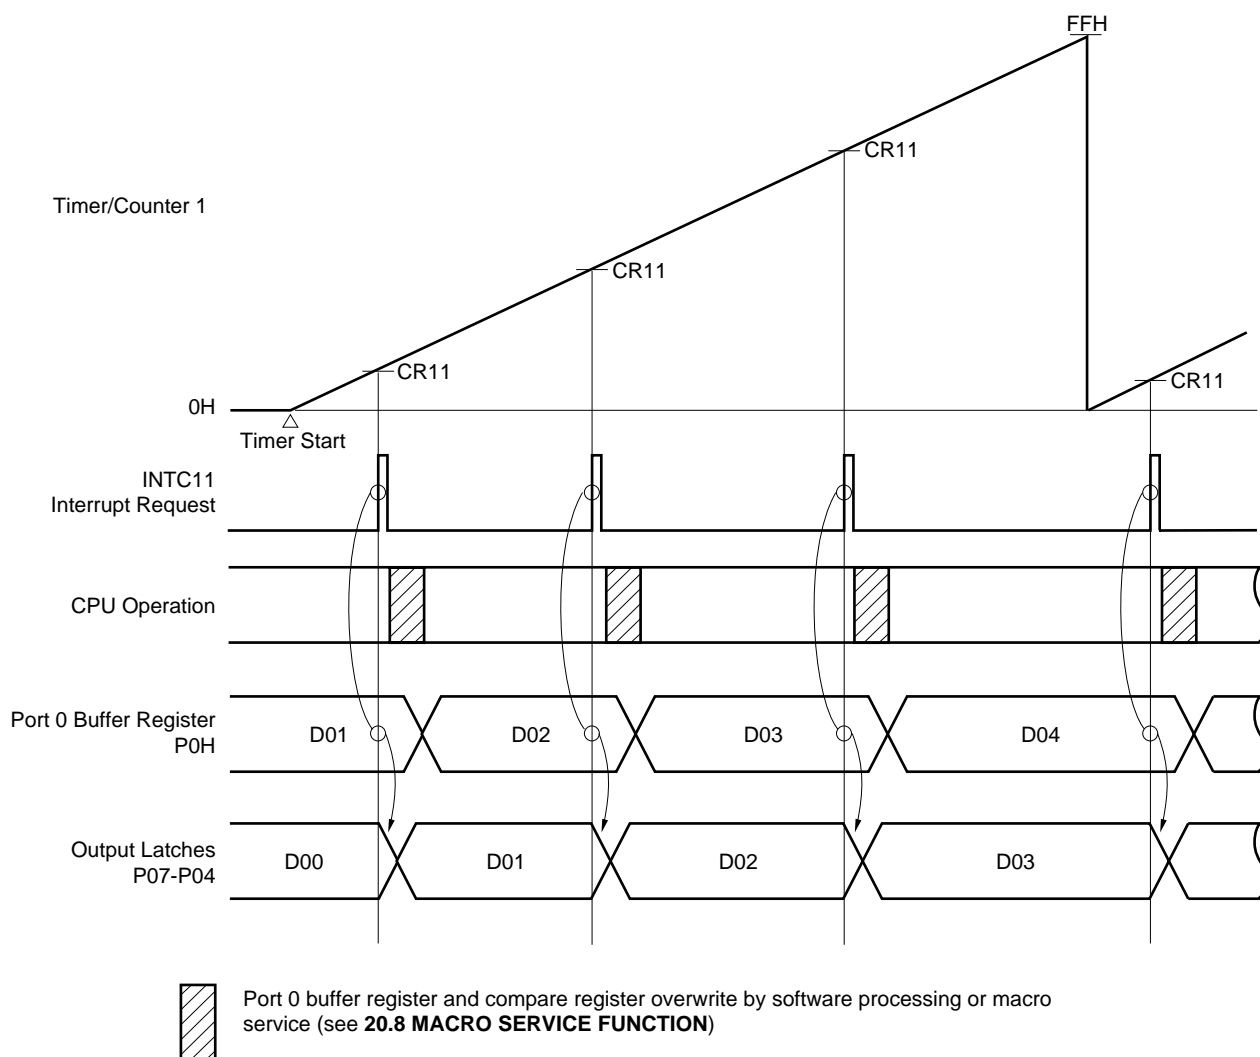 FFH
CR11
Timer/Counter 1
CR11
CR11
CR11
0H
Timer Start
INTC11
Interrupt Request
CPU Operation
Port 0 Buffer Register
P0H
D01
D02
D03
D04
Output Latches
P07-P04
D00
D01
D02
D03
Port 0 buffer register and compare register overwrite by software processing or macro
service (see 20.8 MACRO SERVICE FUNCTION)